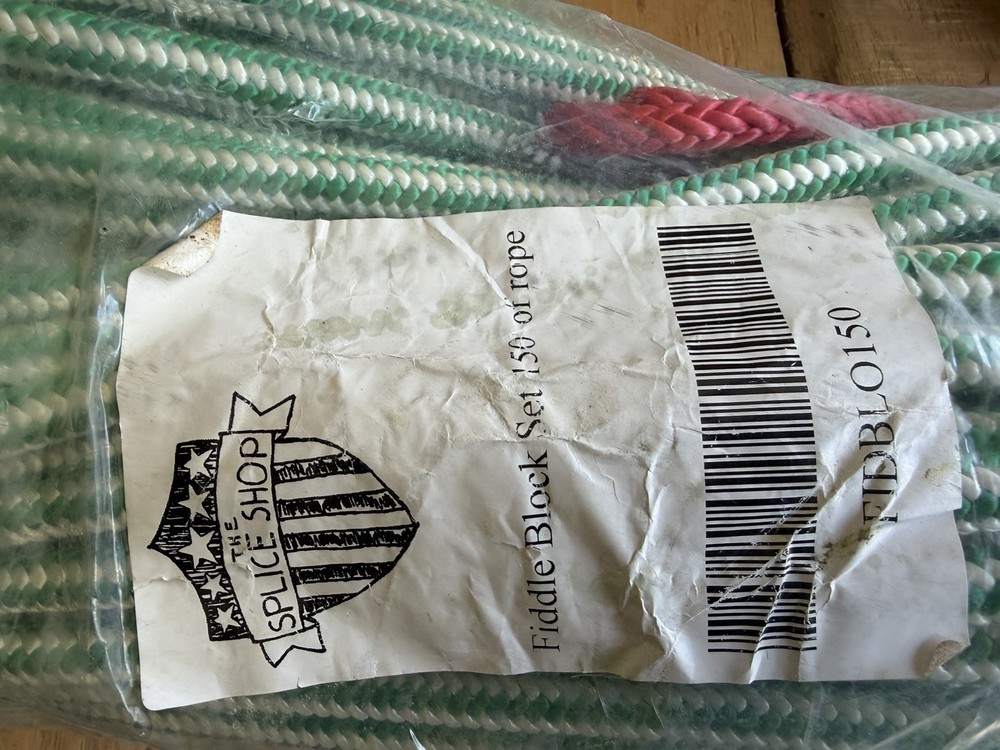 THE
SPLICE SHOP
Fiddle Block Set 150 of rope
FIDBLO150